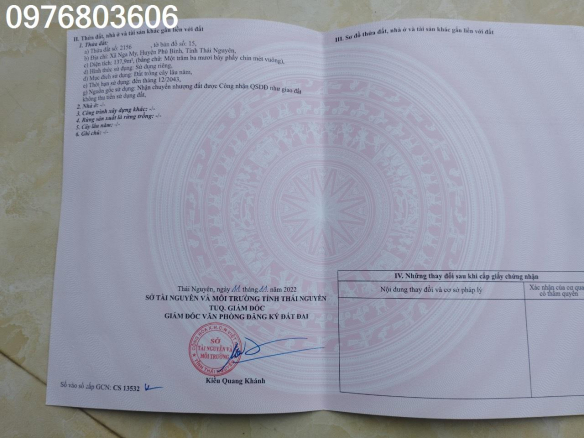 0976803606
II. Thửa đất, nhà ở và tài sản khác gắn liền với đất
1. Thửa đất:
a) Thửa đất số: 2150 , tờ bản đồ số: 15,
b) Địa chỉ: Xã Nga My, Huyện Phú Bình, Tỉnh Thái Nguyên,
c) Diện tích: 137,9m², (bằng chữ: Một trăm ba mươi bảy phẩy chín mét vuông),
d) Hình thức sử dụng: Sử dụng riêng,
đ) Mục đích sử dụng: Đất trồng cây lâu năm,
e) Thời hạn sử dụng: đến tháng 12/2043,
g) Nguồn gốc sử dụng: Nhận chuyển nhượng đất được Công nhận QSDĐ như giao đất
không thu tiền sử dụng đất.
2. Nhà ở: -/-
3. Công trình xây dựng khác: -/-
4. Rừng sản xuất là rừng trồng: -/-
5. Cây lâu năm: -/-
6. Ghi chú: -/-
Thái Nguyên, ngày tháng năm 2022
SỞ TÀI NGUYÊN VÀ MÔI TRƯỜNG TỈNH THÁI NGUYÊN
TUQ. GIÁM ĐỐC
GIÁM ĐỐC VĂN PHÒNG ĐĂNG KÝ ĐẤT ĐAI
SỞ
TÀI NGUYÊN VÀ
MÔI TRƯỜNG
Kiều Quang Khánh
Số vào sổ cấp GCN: CS 13532
III. Sơ đồ thửa đất, nhà ở và tài sản khác gắn liền với đất
IV. Những thay đổi sau khi cấp giấy chứng nhận
Nội dung thay đổi và cơ sở pháp lý
Xác nhận của cơ quan
có thẩm quyền